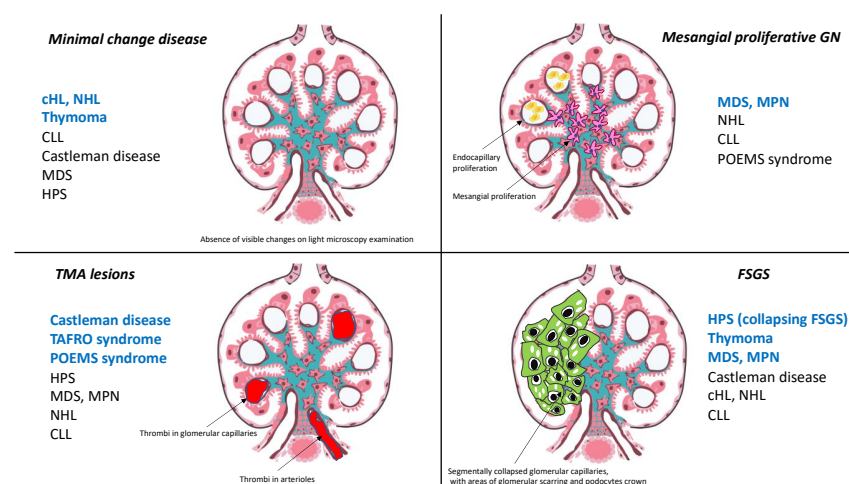 Minimal change disease
cHL, NHL
Thymoma
CLL
Castleman disease
MDS
HPS
Absence of visible changes on light microscopy examination
Mesangial proliferative GN
MDS, MPN
NHL
CLL
POEMS syndrome
Endocapillary
proliferation
Mesangial proliferation
TMA lesions
Castleman disease
TAFRO syndrome
POEMS syndrome
HPS
MDS, MPN
NHL
CLL
Thrombi in glomerular capillaries
Thrombi in arterioles
FSGS
HPS (collapsing FSGS)
Thymoma
MDS, MPN
Castleman disease
cHL, NHL
CLL
Segmentally collapsed glomerular capillaries,
with areas of glomerular scarring and podocytes crown